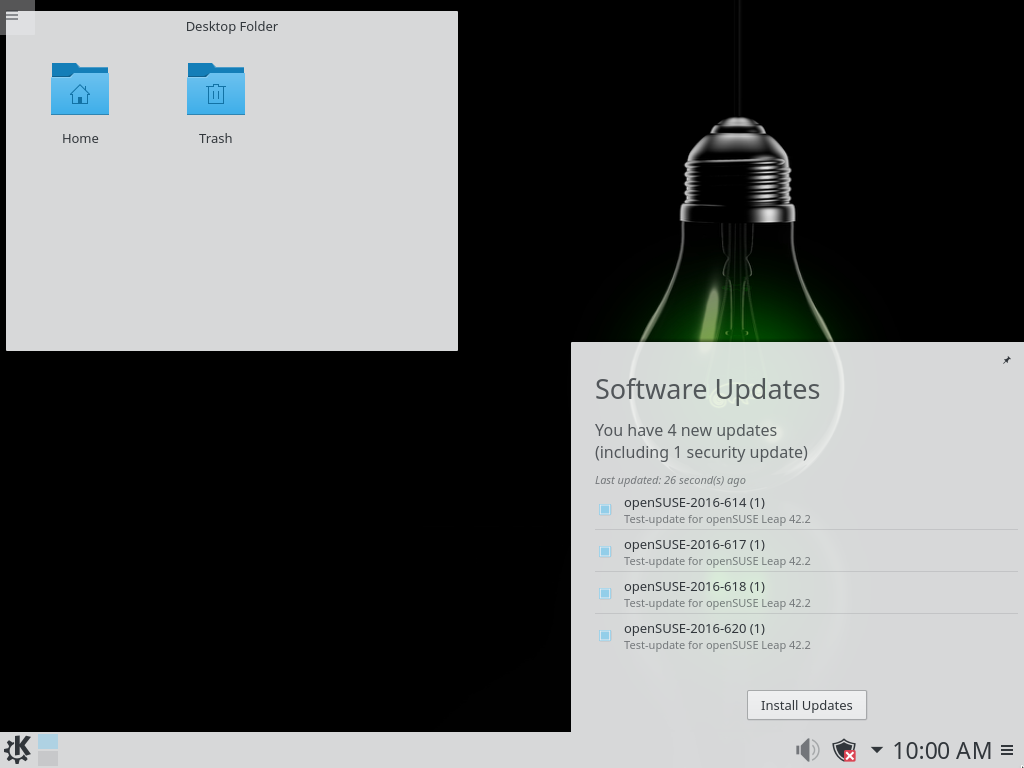 Desktop Folder
Home
Trash
Software Updates
You have 4 new updates
(including 1 security update)
Last updated: 26 second(s) ago
openSUSE-2016-614 (1)
Test-update for openSUSE Leap 42.2
openSUSE-2016-617 (1)
Test-update for openSUSE Leap 42.2
openSUSE-2016-618 (1)
Test-update for openSUSE Leap 42.2
openSUSE-2016-620 (1)
Test-update for openSUSE Leap 42.2
Install Updates
10:00 AM